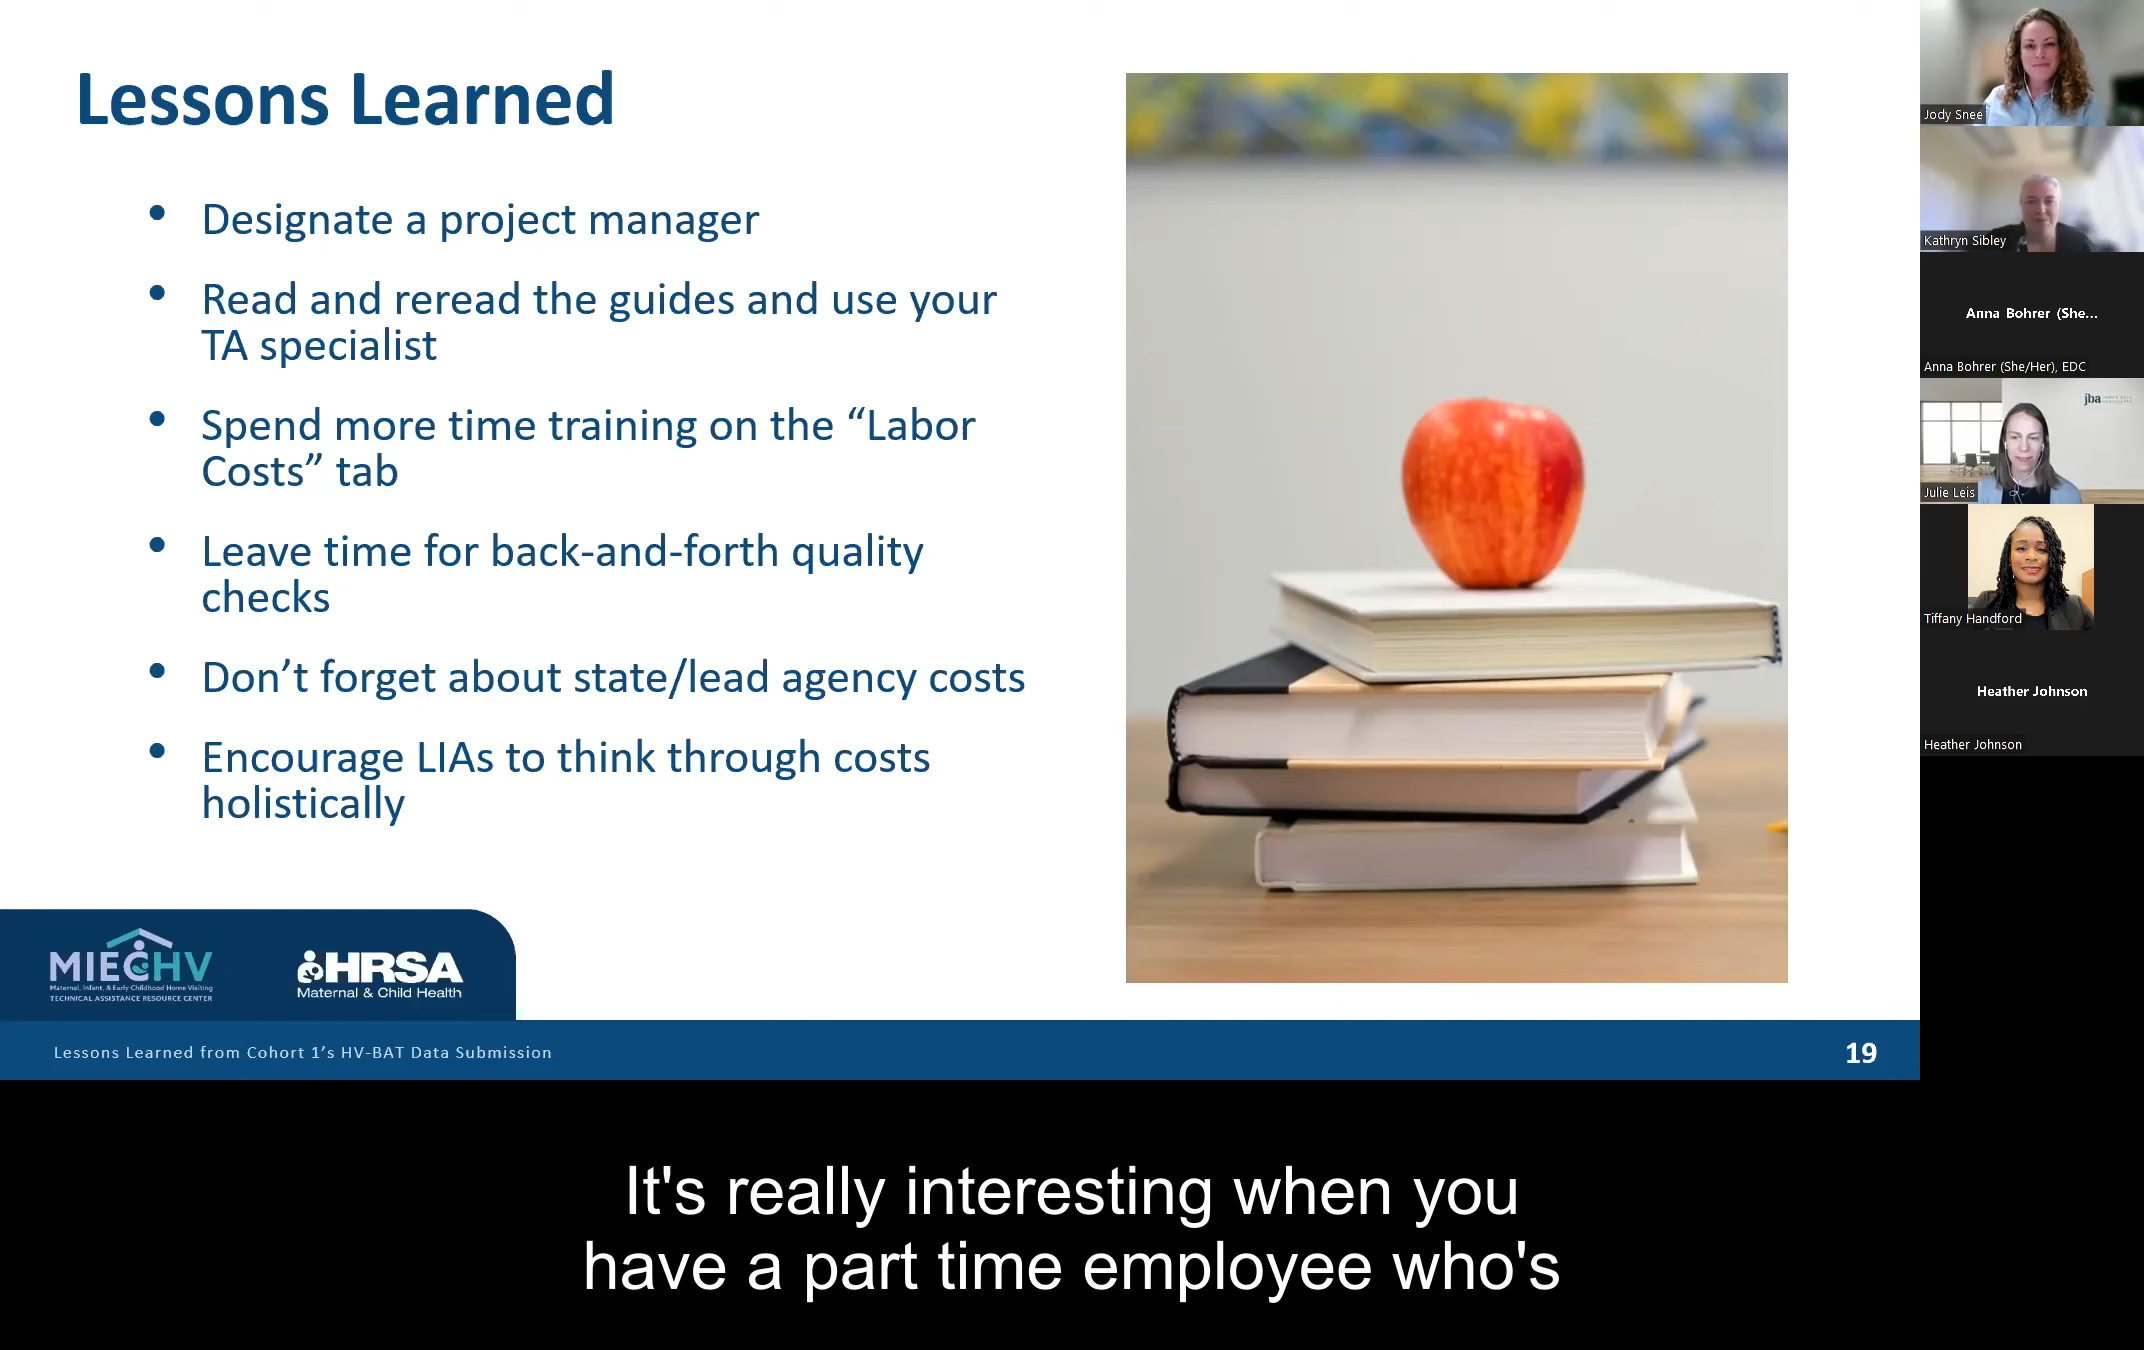 Lessons Learned
• Designate a project manager
• Read and reread the guides and use your
TA specialist
• Spend more time training on the “Labor
Costs” tab
• Leave time for back-and-forth quality
checks
• Don’t forget about state/lead agency costs
• Encourage LIAs to think through costs
holistically
MIECHV
Maternal, Infant, & Early Childhood Home Visiting
TECHNICAL ASSISTANCE RESOURCE CENTER
HRSA
Maternal & Child Health
Lessons Learned from Cohort 1’s HV-BAT Data Submission
19
Jody Snee
Kathryn Sibley
Anna Bohrer (She...
Anna Bohrer (She/Her), EDC
jba
Julie Leis
Tiffany Handford
Heather Johnson
Heather Johnson
It's really interesting when you
have a part time employee who's